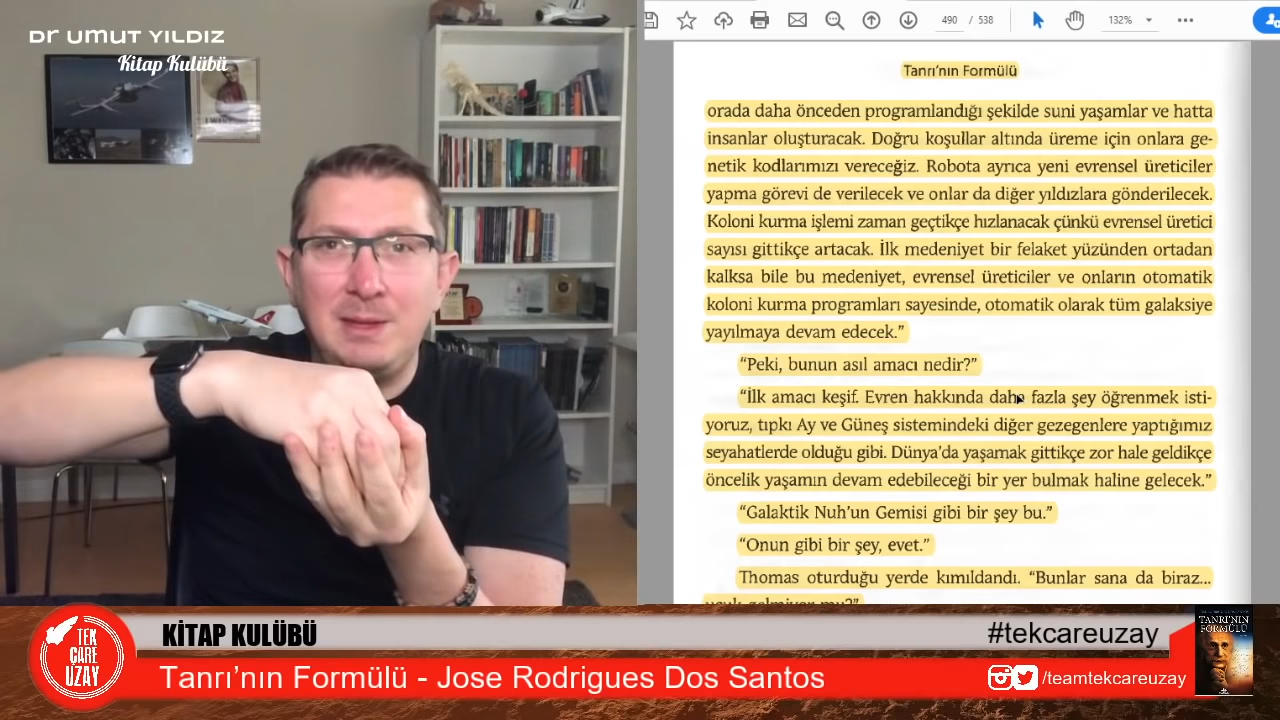 Dr UMUT YILDIZ
Kitap Kulübü
490 / 538
132%
Tanrı’nın Formülü
orada daha önceden programlandığı şekilde suni yaşamlar ve hatta
insanlar oluşturacak. Doğru koşullar altında üreme için onlara ge-
netik kodlarımızı vereceğiz. Robota ayrıca yeni evrensel üreticiler
yapma görevi de verilecek ve onlar da diğer yıldızlara gönderilecek.
Koloni kurma işlemi zaman geçtikçe hızlanacak çünkü evrensel üretici
sayısı gittikçe artacak. İlk medeniyet bir felaket yüzünden ortadan
kalksa bile bu medeniyet, evrensel üreticiler ve onların otomatik
koloni kurma programları sayesinde, otomatik olarak tüm galaksiye
yayılmaya devam edecek.”
“Peki, bunun asıl amacı nedir?”
“İlk amacı keşif. Evren hakkında daha fazla şey öğrenmek isti-
yoruz, tıpkı Ay ve Güneş sistemindeki diğer gezegenlere yaptığımız
seyahatlerde olduğu gibi. Dünya’da yaşamak gittikçe zor hale geldikçe
öncelik yaşamın devam edebileceği bir yer bulmak haline gelecek.”
“Galaktik Nuh’un Gemisi gibi bir şey bu.”
“Onun gibi bir şey, evet.”
Thomas oturduğu yerde kımıldandı. “Bunlar sana da biraz...
TEK
ÇARE
UZAY
KİTAP KULÜBÜ
#tekcareuzay
Tanrı’nın Formülü - Jose Rodrigues Dos Santos
/teamtekcareuzay
TANRI'NIN
FORMÜLÜ